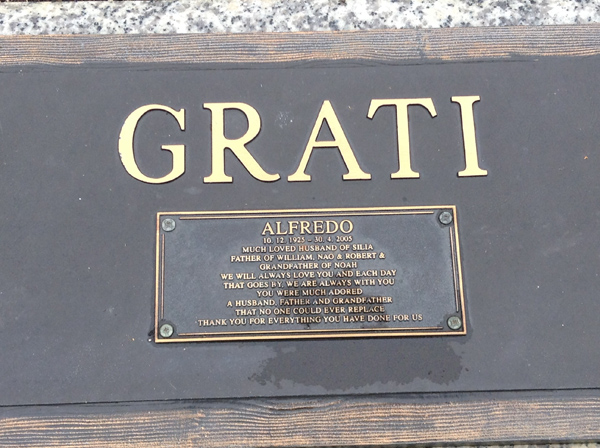 GRATI
ALFREDO
10. 12. 1925 - 30. 4. 2005
MUCH LOVED HUSBAND OF SILIA
FATHER OF WILLIAM, NAO & ROBERT &
GRANDFATHER OF NOAH
WE WILL ALWAYS LOVE YOU AND EACH DAY
THAT GOES BY, WE ARE ALWAYS WITH YOU
YOU WERE MUCH ADORED
A HUSBAND, FATHER AND GRANDFATHER
THAT NO ONE COULD EVER REPLACE
THANK YOU FOR EVERYTHING YOU HAVE DONE FOR US